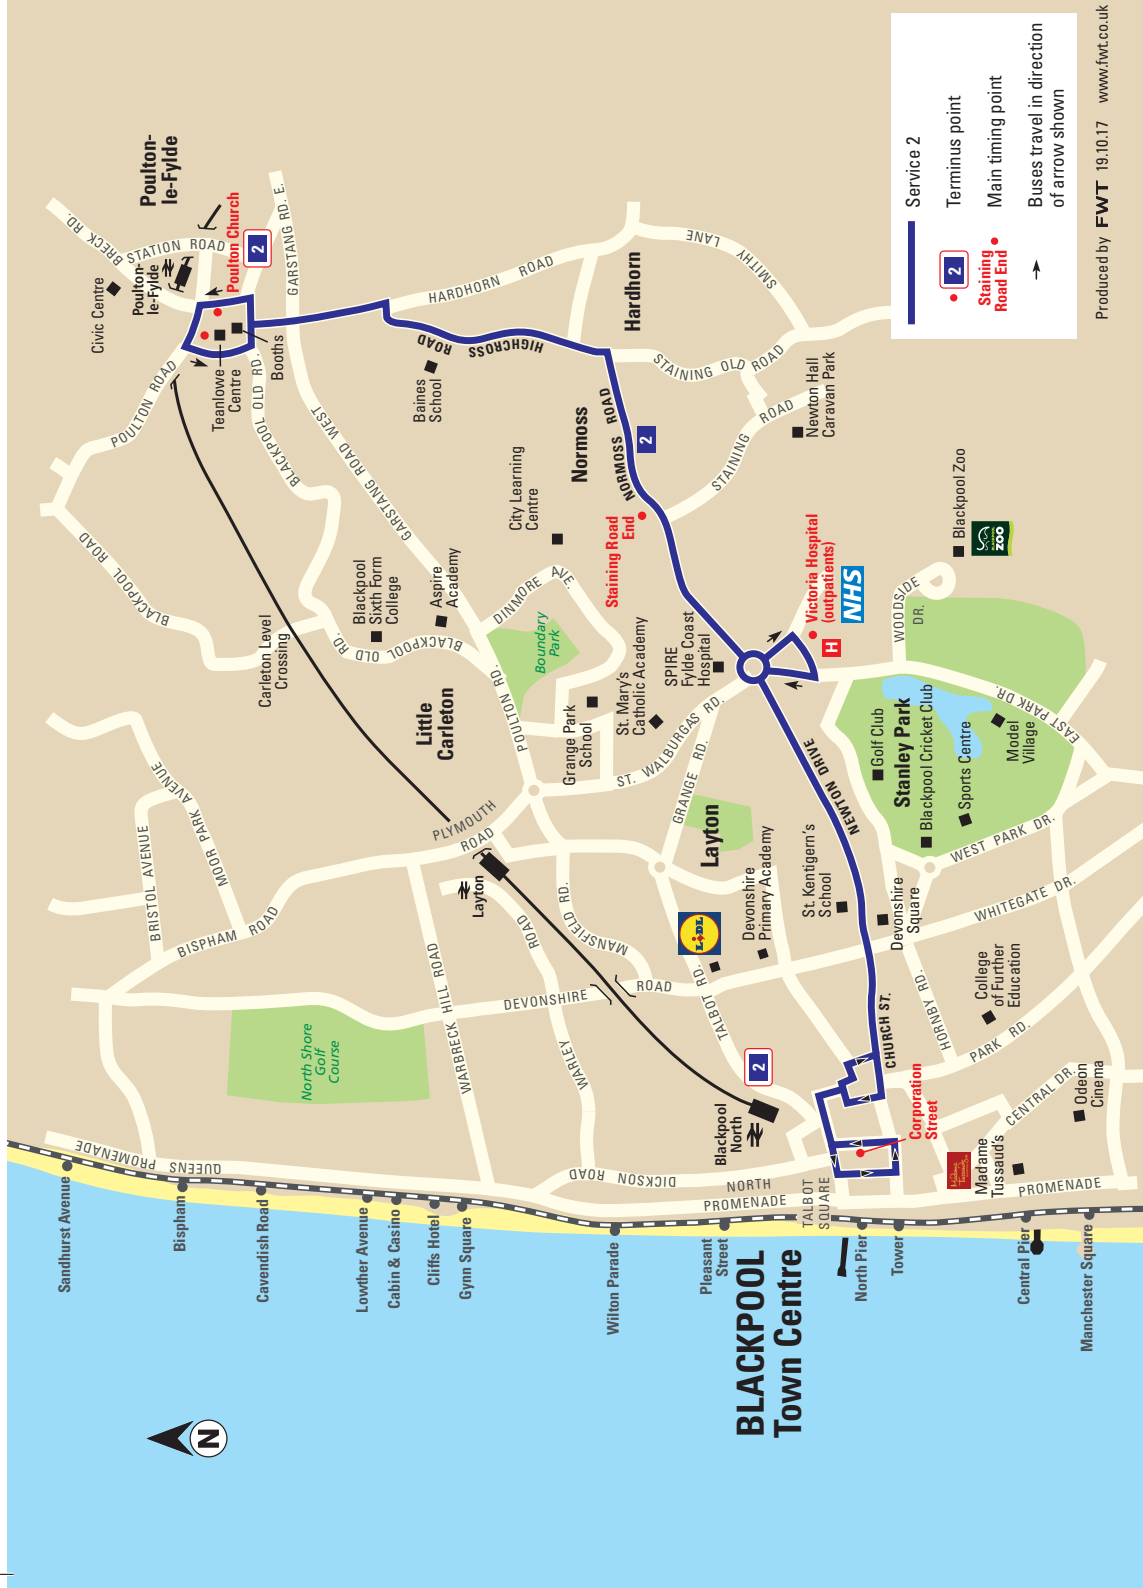 BRECK RD.
STATION ROAD
Civic Centre
Poulton-
le-Fylde
Poulton-
le-Fylde
Poulton Church
2
GARSTANG RD. E.
POULTON ROAD
Teanlowe
Centre
Booths
BLACKPOOL OLD RD.
HARDHORN ROAD
HIGHCROSS ROAD
Baines
School
Hardhorn
SMITHY LANE
STAINING OLD ROAD
STAINING ROAD
Newton Hall
Caravan Park
NORMOSS ROAD
Normoss
2
Staining Road
End
City Learning
Centre
GARSTANG ROAD WEST
BLACKPOOL ROAD
Carleton Level
Crossing
Blackpool
Sixth Form
College
Aspire
Academy
BLACKPOOL OLD RD.
DINMORE AVE.
Boundary
Park
POULTON RD.
Little
Carleton
Grange Park
School
St. Mary's
Catholic Academy
SPIRE
Fylde Coast
Hospital
Victoria Hospital
(outpatients)
H
NHS
WOODSIDE
DR.
Blackpool Zoo
BLACKPOOL
ZOO
ST. WALBURGAS RD.
GRANGE RD.
NEWTON DRIVE
Golf Club
Stanley Park
Blackpool Cricket Club
Sports Centre
Model
Village
EAST PARK DR.
WEST PARK DR.
WHITEGATE DR.
Layton
Devonshire
Primary Academy
St. Kentigern's
School
Devonshire
Square
LIDL
PLYMOUTH
ROAD
Layton
BRISTOL AVENUE
MOOR PARK AVENUE
BISPHAM ROAD
MANSFIELD RD.
DEVONSHIRE ROAD
WARBRECK HILL ROAD
WARLEY ROAD
TALBOT RD.
North Shore
Golf
Course
2
Blackpool
North
CHURCH ST.
HORNBY RD.
College
of Further
Education
PARK RD.
CENTRAL DR.
Odeon
Cinema
Corporation
Street
Madame
Tussaud's
QUEENS PROMENADE
DICKSON ROAD
NORTH
PROMENADE
TALBOT
SQUARE
PROMENADE
Sandhurst Avenue
Bispham
Cavendish Road
Lowther Avenue
Cabin & Casino
Cliffs Hotel
Gynn Square
Wilton Parade
Pleasant
Street
North Pier
Tower
Central Pier
Manchester Square
BLACKPOOL
Town Centre
N
Service 2
2
Terminus point
Staining
Road End
Main timing point
Buses travel in direction
of arrow shown
Produced by FWT 19.10.17 www.fwt.co.uk